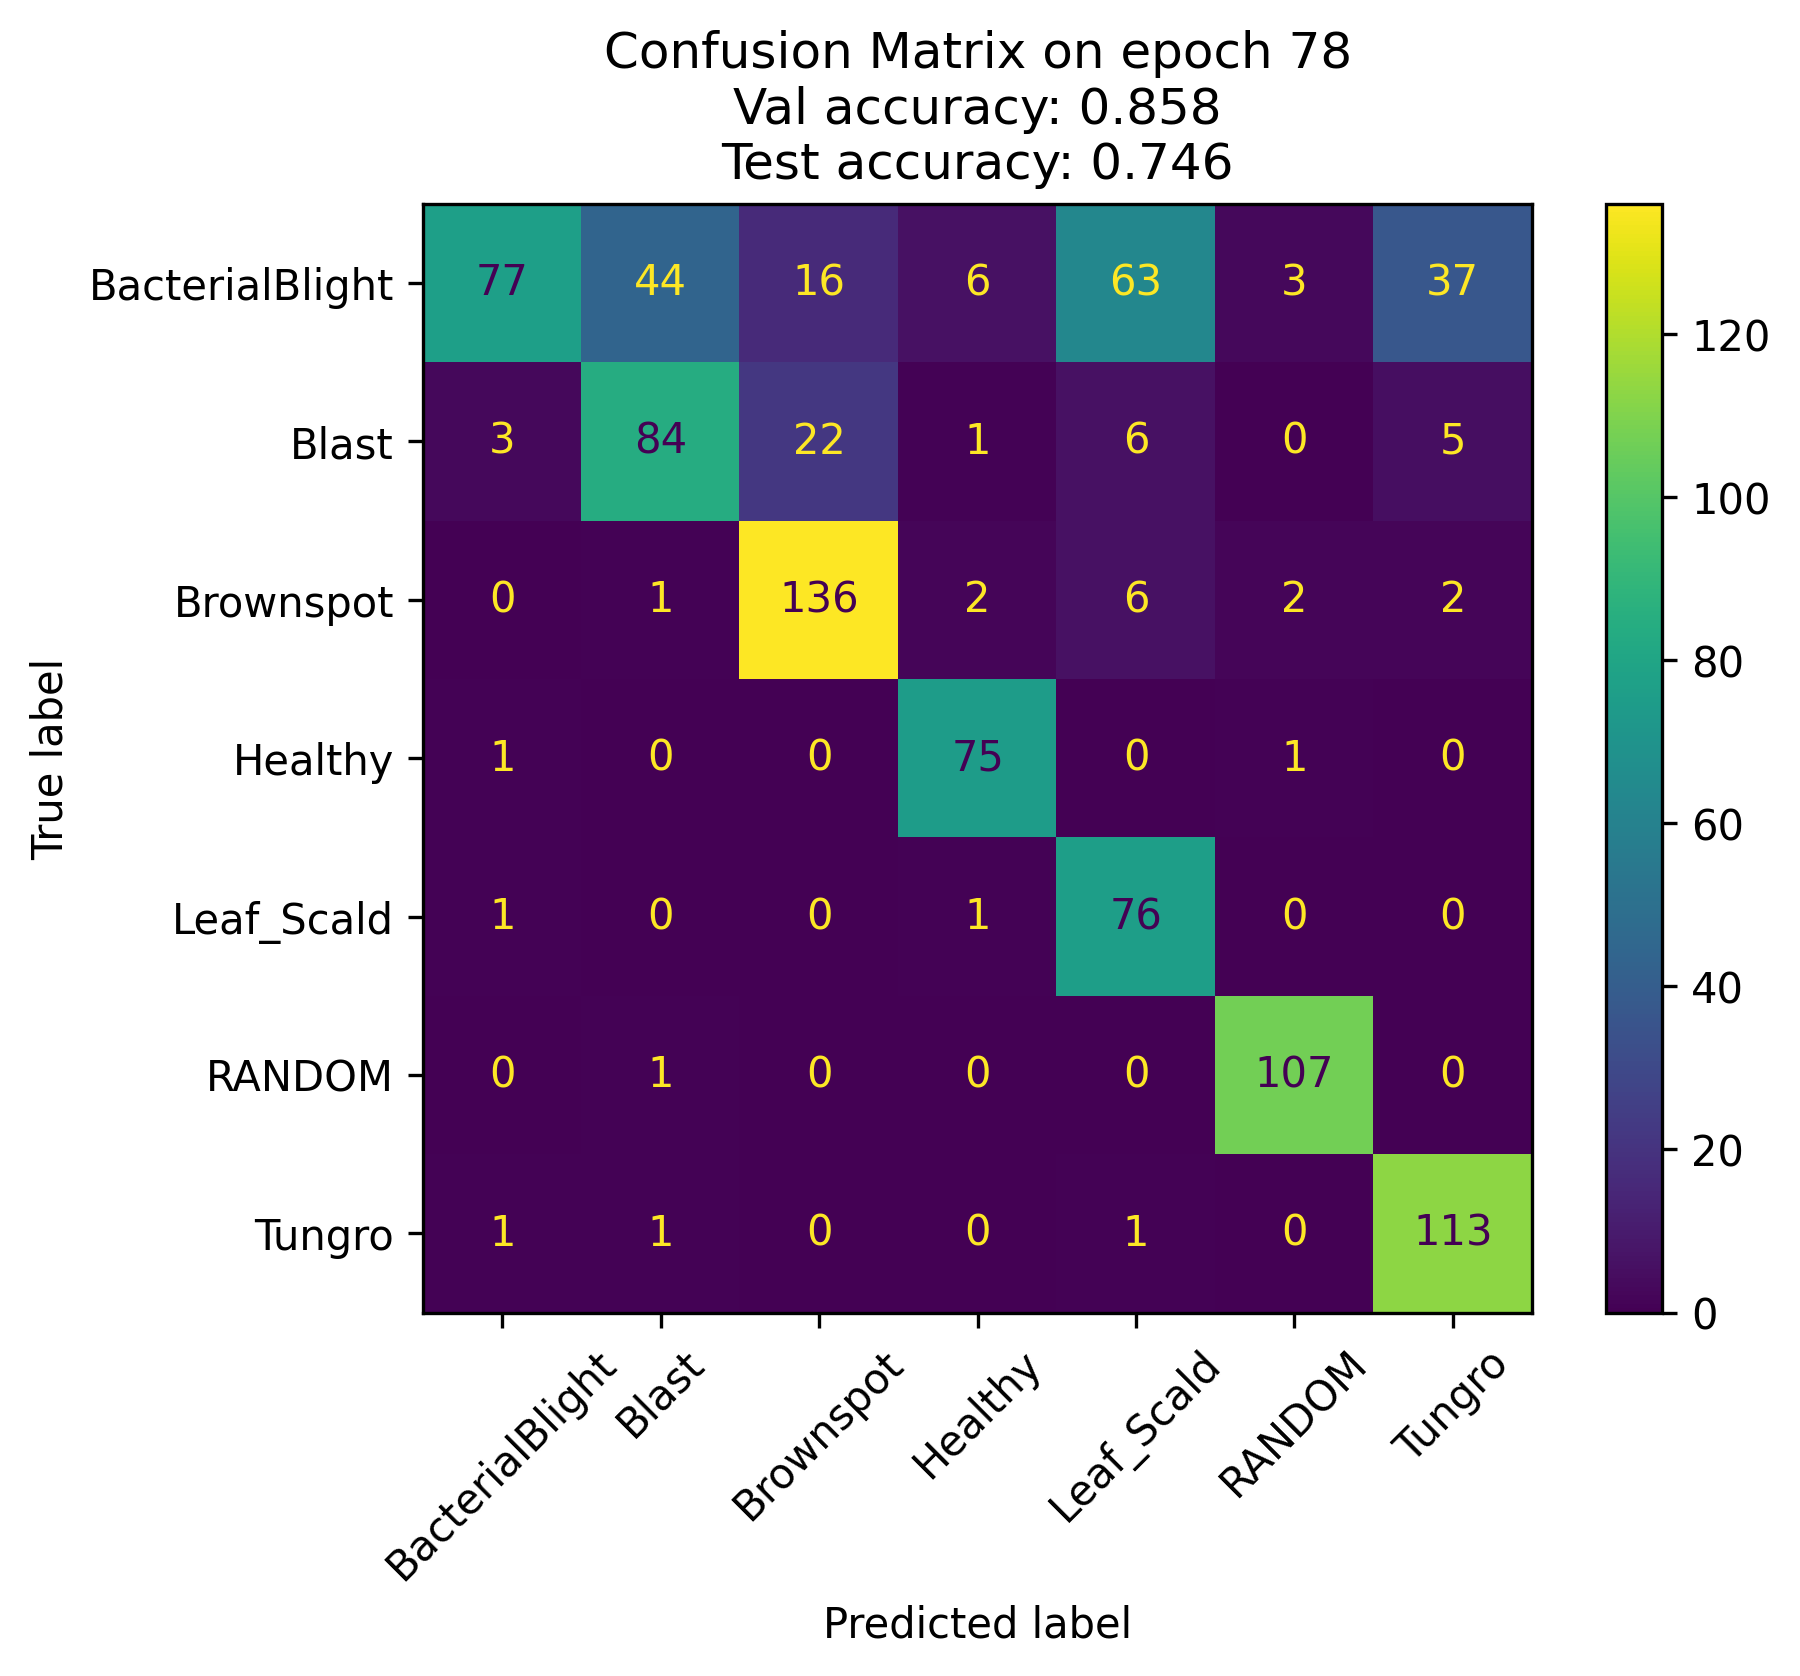 Confusion Matrix on epoch 78
Val accuracy: 0.858
Test accuracy: 0.746
True label
BacterialBlight 77 44 16 6 63 3 37
Blast 3 84 22 1 6 0 5
Brownspot 0 1 136 2 6 2 2
Healthy 1 0 0 75 0 1 0
Leaf_Scald 1 0 0 1 76 0 0
RANDOM 0 1 0 0 0 107 0
Tungro 1 1 0 0 1 0 113
BacterialBlight Blast Brownspot Healthy Leaf_Scald RANDOM Tungro
Predicted label
120
100
80
60
40
20
0